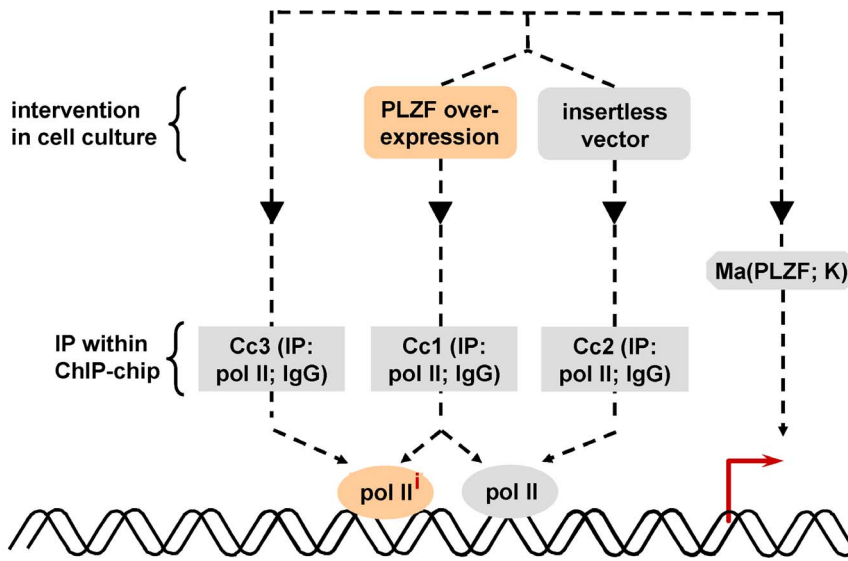 intervention
in cell culture
PLZF over-
expression
insertless
vector
Ma(PLZF; K)
IP within
ChIP-chip
Cc3 (IP:
pol II; IgG)
Cc1 (IP:
pol II; IgG)
Cc2 (IP:
pol II; IgG)
pol II i
pol II